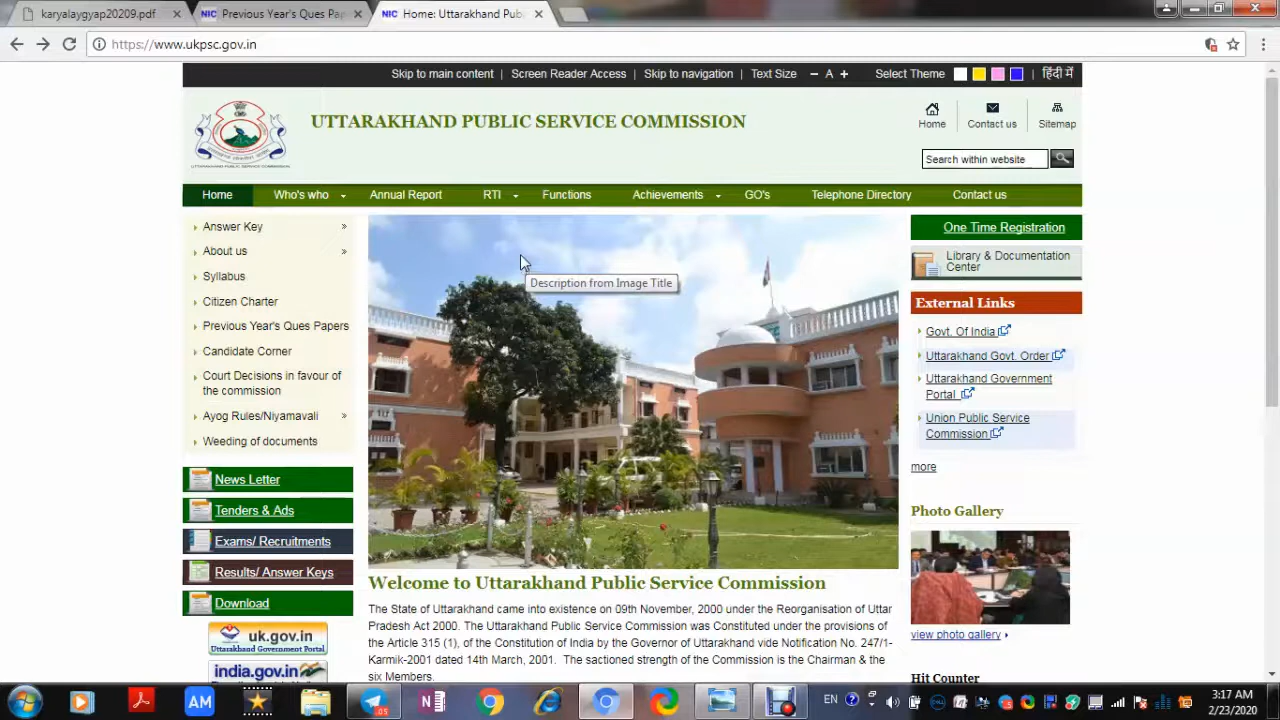 karyalaygyap20209.pdf
NIC Previous Year's Ques Pap
NIC Home: Uttarakhand Pub
https://www.ukpsc.gov.in
Skip to main content | Screen Reader Access | Skip to navigation | Text Size − A + Select Theme | हिंदी में
UTTARAKHAND PUBLIC SERVICE COMMISSION
Home Contact us Sitemap
Search within website
Home Who's who Annual Report RTI Functions Achievements GO's Telephone Directory Contact us
Answer Key
About us
Syllabus
Citizen Charter
Previous Year's Ques Papers
Candidate Corner
Court Decisions in favour of
the commission
Ayog Rules/Niyamavali
Weeding of documents
News Letter
Tenders & Ads
Exams/ Recruitments
Results/ Answer Keys
Download
uk.gov.in
Uttarakhand Government Portal
india.gov.in
Description from Image Title
Welcome to Uttarakhand Public Service Commission
The State of Uttarakhand came into existence on 09th November, 2000 under the Reorganisation of Uttar
Pradesh Act 2000. The Uttarakhand Public Service Commission was Constituted under the provisions of
the Article 315 (1), of the Constitution of India by the Governor of Uttarakhand vide Notification No. 247/1-
Karmik-2001 dated 14th March, 2001. The sactioned strength of the Commission is the Chairman & the
six Members.
One Time Registration
Library & Documentation
Center
External Links
Govt. Of India
Uttarakhand Govt. Order
Uttarakhand Government
Portal
Union Public Service
Commission
more
Photo Gallery
view photo gallery
Hit Counter
AM
05
EN
3:17 AM
2/23/2020